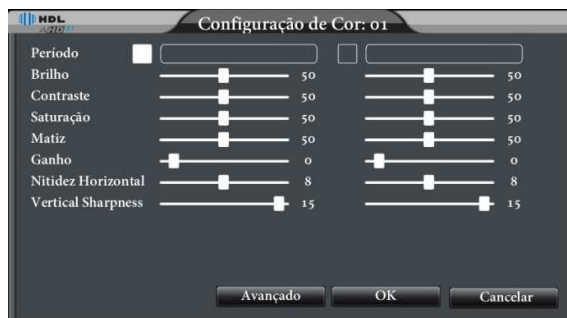 HDL
AHD
Configuração de Cor: 01
Período
Brilho 50 50
Contraste 50 50
Saturação 50 50
Matiz 50 50
Ganho 0 0
Nitidez Horizontal 8 8
Vertical Sharpness 15 15
Avançado OK Cancelar